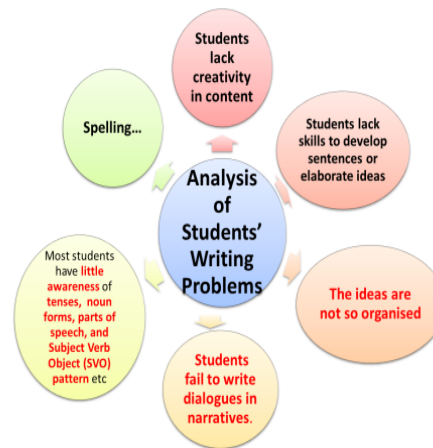 Students
lack
creativity
in content
Students lack
skills to develop
sentences or
elaborate ideas
The ideas are
not so organised
Students
fail to write
dialogues in
narratives.
Most students
have little
awareness of
tenses, noun
forms, parts of
speech, and
Subject Verb
Object (SVO)
pattern etc
Spelling...
Analysis
of
Students'
Writing
Problems